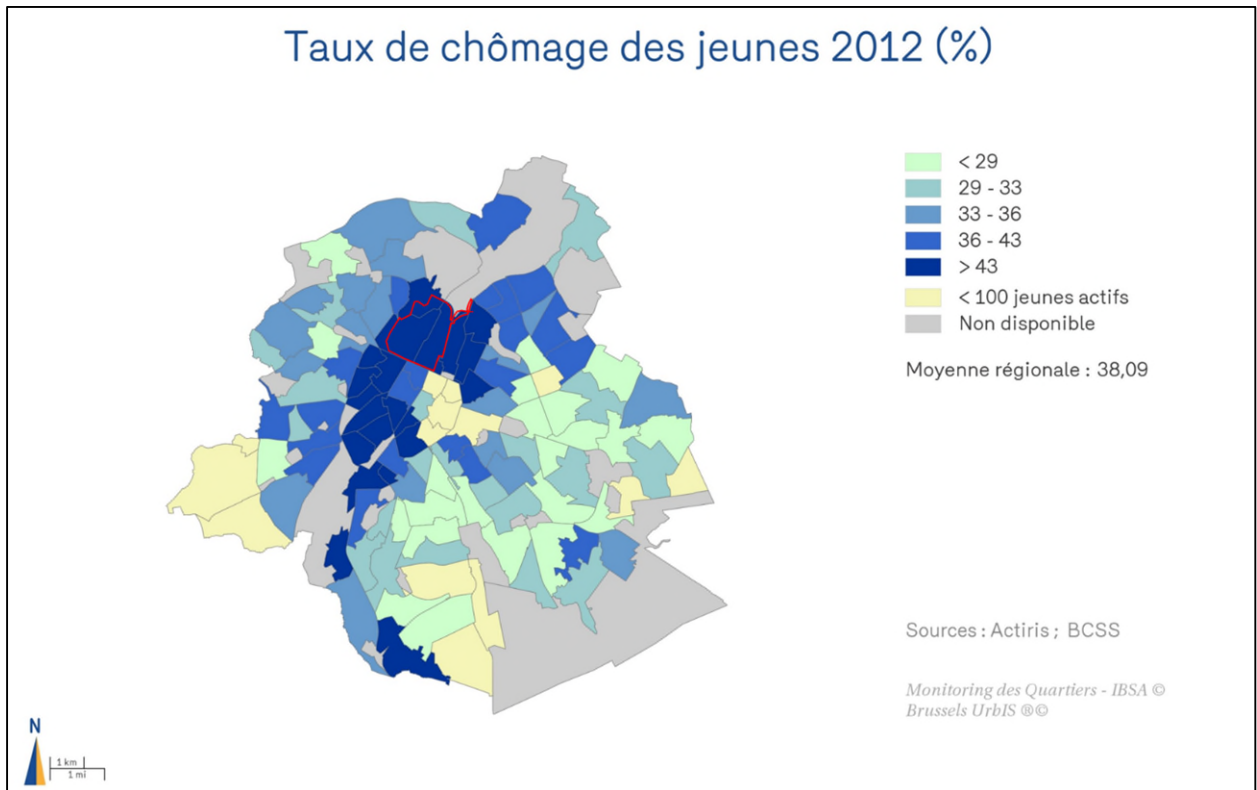 Taux de chômage des jeunes 2012 (%)
< 29
29 - 33
33 - 36
36 - 43
> 43
< 100 jeunes actifs
Non disponible
Moyenne régionale : 38,09
Sources : Actiris ; BCSS
Monitoring des Quartiers - IBSA ©
Brussels UrbIS ®©
N
1 km
1 mi